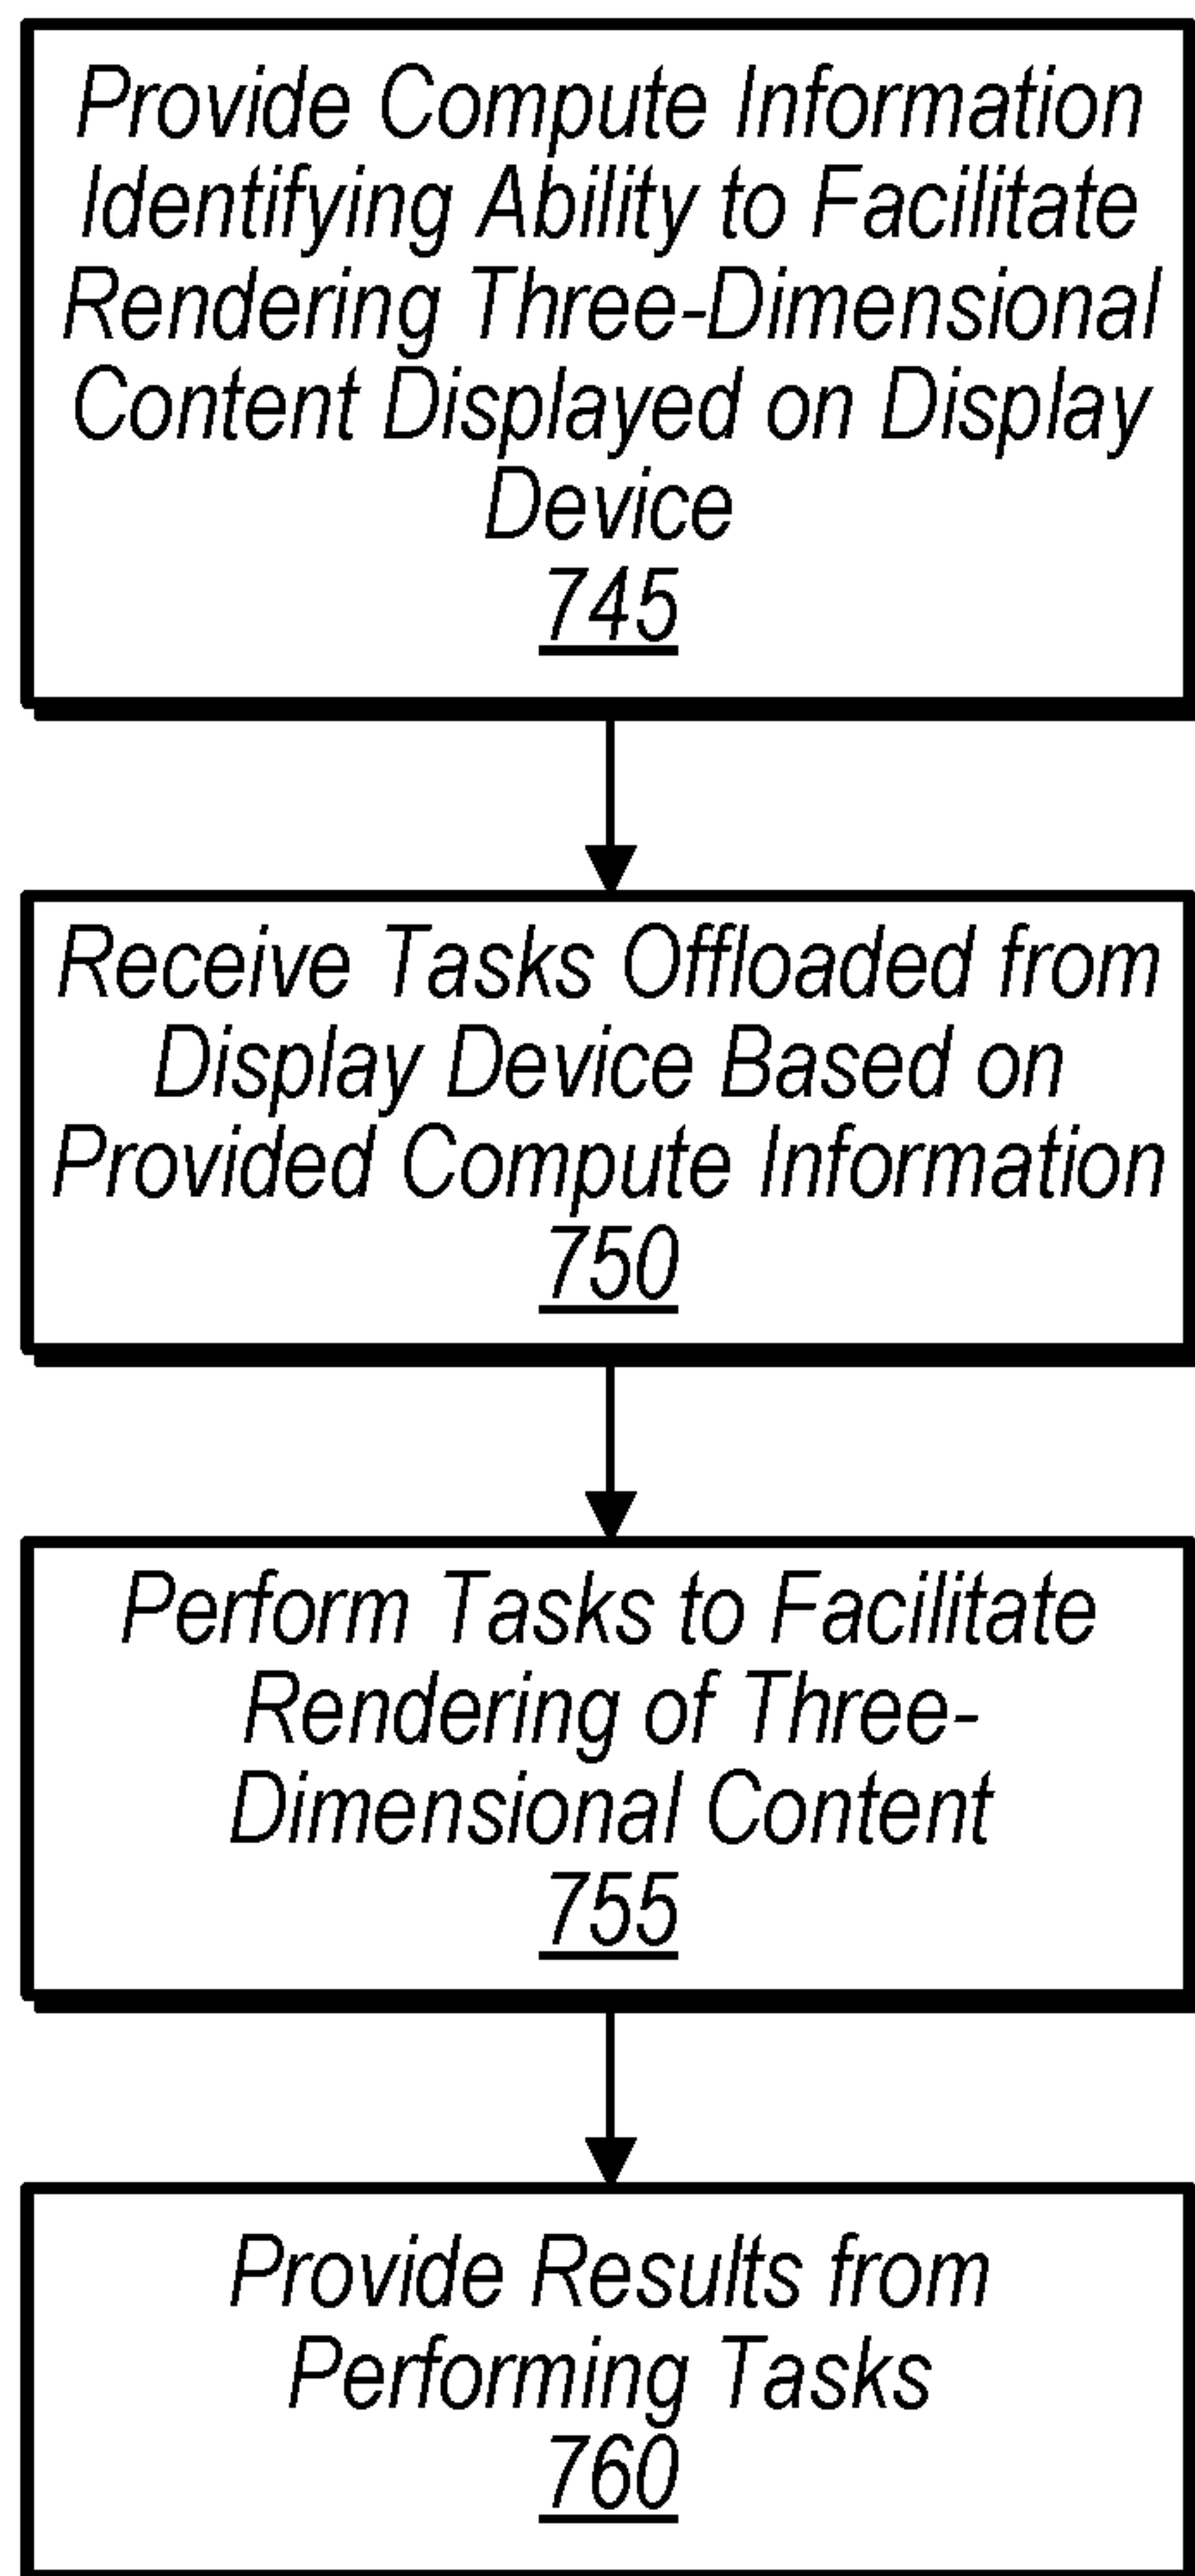 Provide Compute Information
Identifying Ability to Facilitate
Rendering Three-Dimensional
Content Displayed on Display
Device
745
Receive Tasks Offloaded from
Display Device Based on
Provided Compute Information
750
Perform Tasks to Facilitate
Rendering of Three-
Dimensional Content
755
Provide Results from
Performing Tasks
760